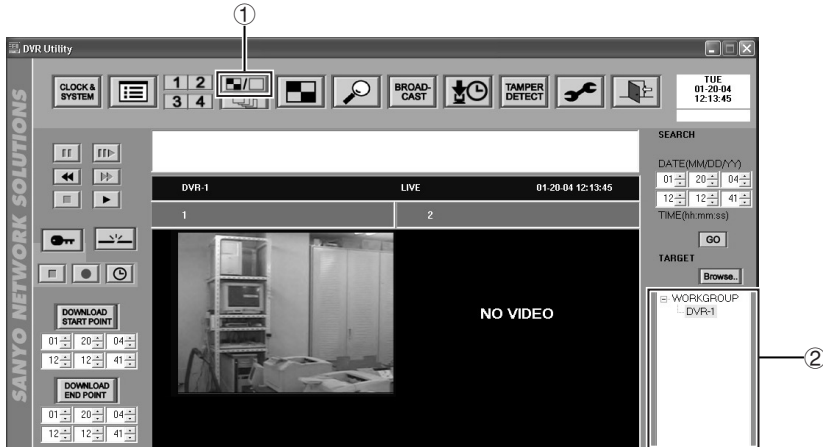 ①
DVR Utility
SANYO NETWORK SOLUTIONS
CLOCK & SYSTEM
1 2
3 4
BROAD-CAST
TAMPER DETECT
TUE
01-20-04
12:13:45
SEARCH
DATE(MM/DD/YY)
01 20 04
12 12 41
TIME(hh:mm:ss)
GO
TARGET
Browse..
WORKGROUP
DVR-1
②
DVR-1 LIVE 01-20-04 12:13:45
1 2
NO VIDEO
DOWNLOAD
START POINT
01 20 04
12 12 41
DOWNLOAD
END POINT
01 20 04
12 12 41